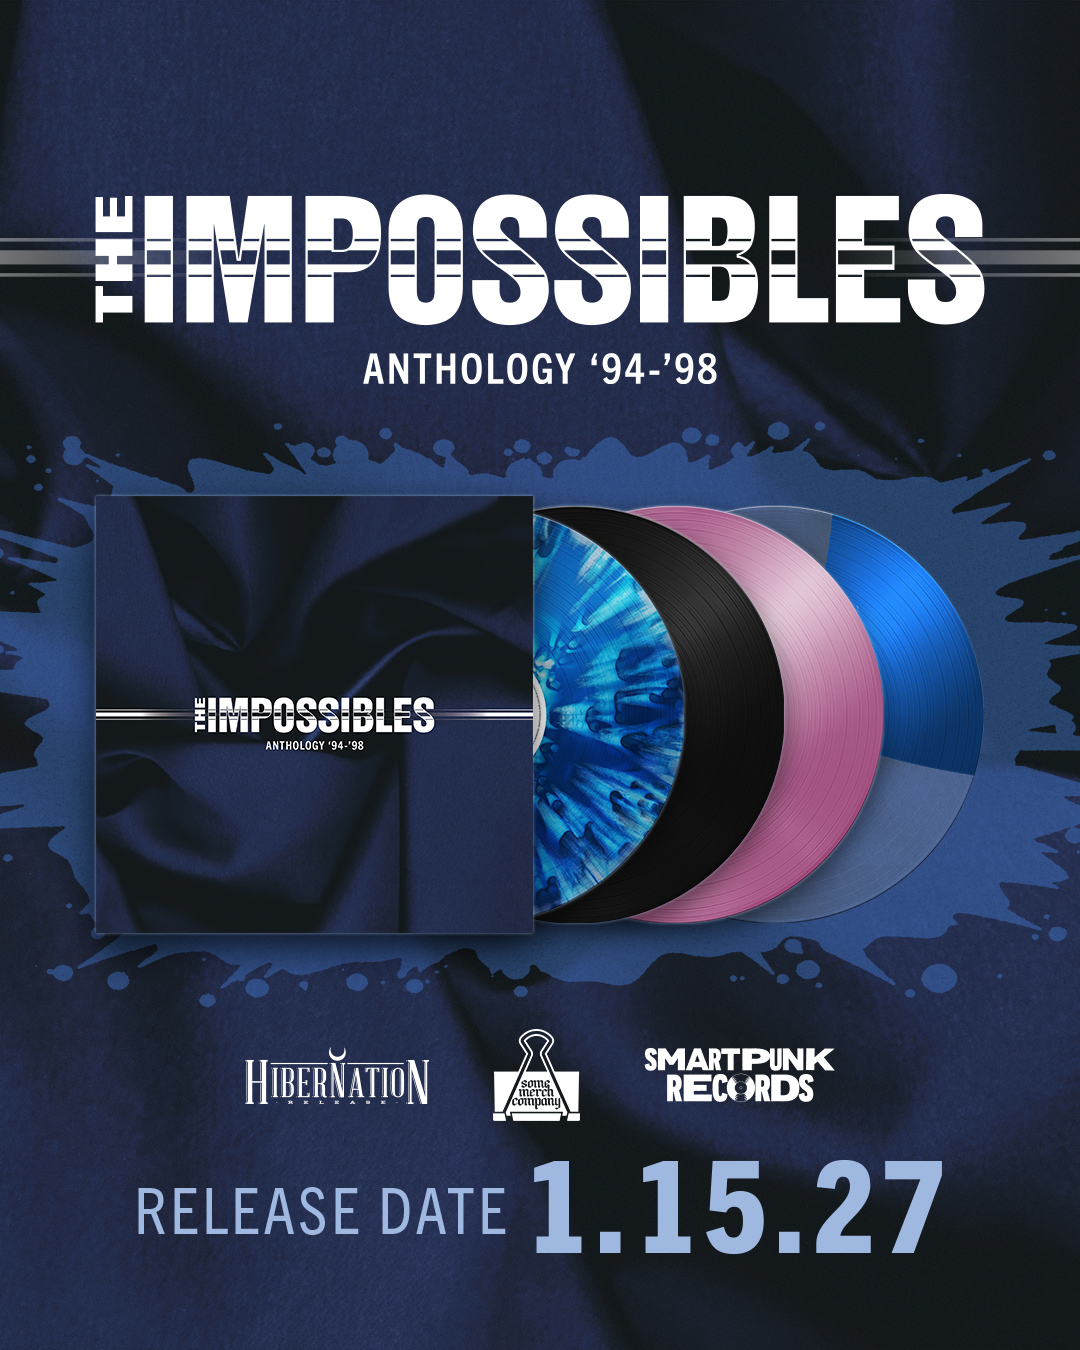 THE IMPOSSIBLES
ANTHOLOGY ‘94-’98
THE IMPOSSIBLES
ANTHOLOGY ‘94-’98
HIBERNATION
RELEASE
some
merch
company
SMARTPUNK
RECORDS
RELEASE DATE 1.15.27